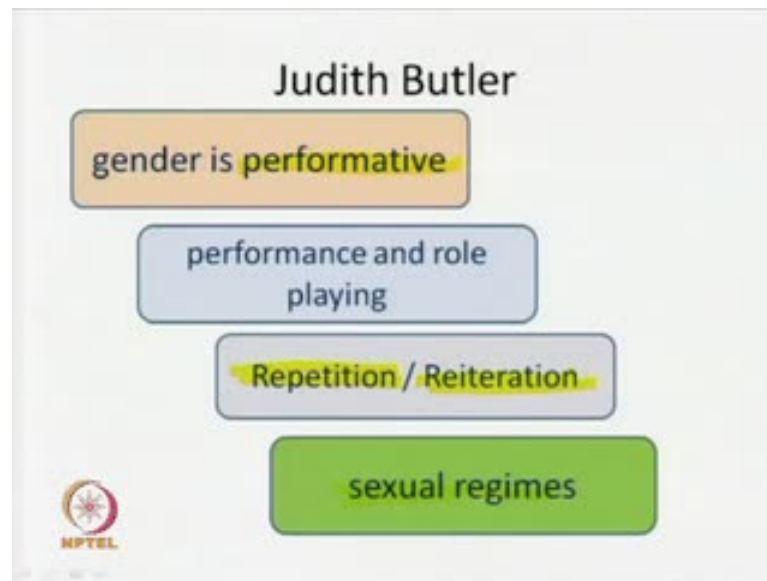 Judith Butler
gender is performative
performance and role
playing
Repetition / Reiteration
sexual regimes
NPTEL